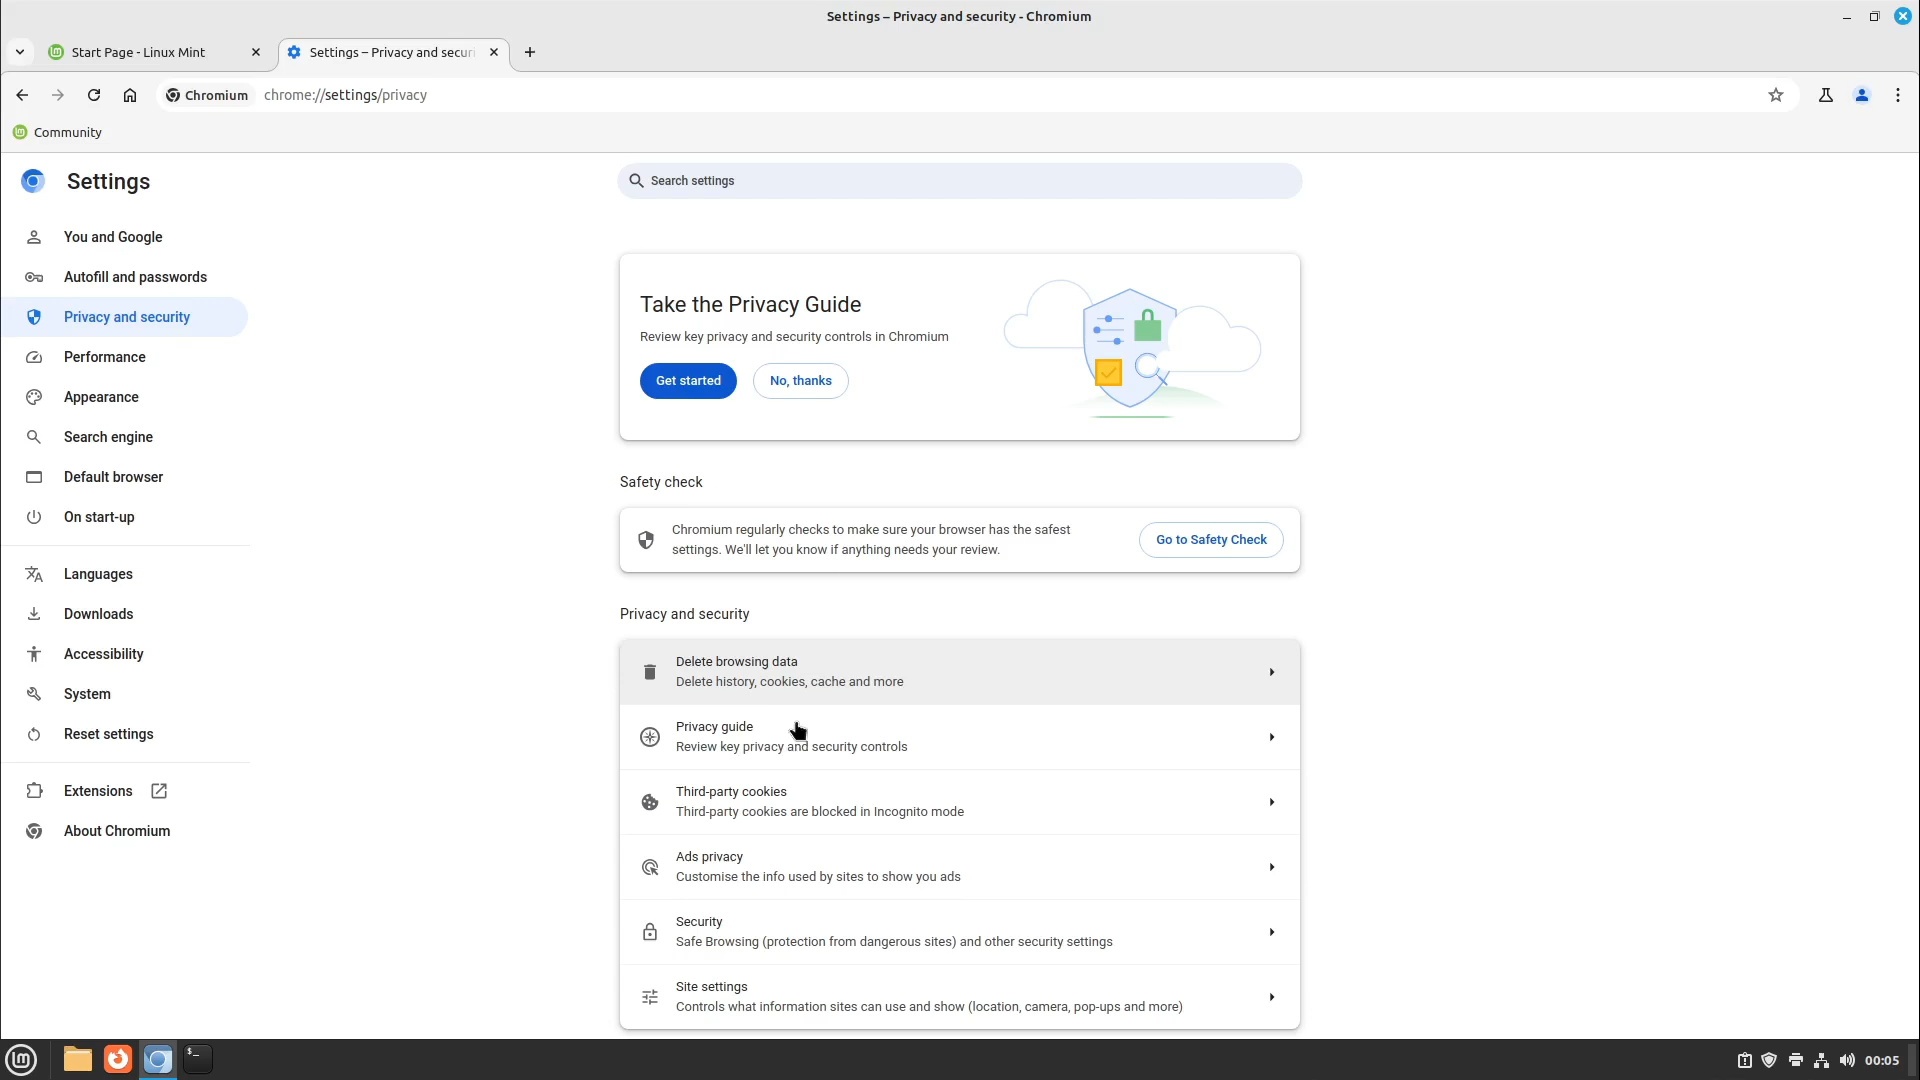 Settings – Privacy and security - Chromium
Start Page - Linux Mint
Settings – Privacy and securi
Chromium
chrome://settings/privacy
Community
Settings
Search settings
You and Google
Autofill and passwords
Privacy and security
Performance
Appearance
Search engine
Default browser
On start-up
Languages
Downloads
Accessibility
System
Reset settings
Extensions
About Chromium
Take the Privacy Guide
Review key privacy and security controls in Chromium
Get started
No, thanks
Safety check
Chromium regularly checks to make sure your browser has the safest
settings. We'll let you know if anything needs your review.
Go to Safety Check
Privacy and security
Delete browsing data
Delete history, cookies, cache and more
Privacy guide
Review key privacy and security controls
Third-party cookies
Third-party cookies are blocked in Incognito mode
Ads privacy
Customise the info used by sites to show you ads
Security
Safe Browsing (protection from dangerous sites) and other security settings
Site settings
Controls what information sites can use and show (location, camera, pop-ups and more)
00:05